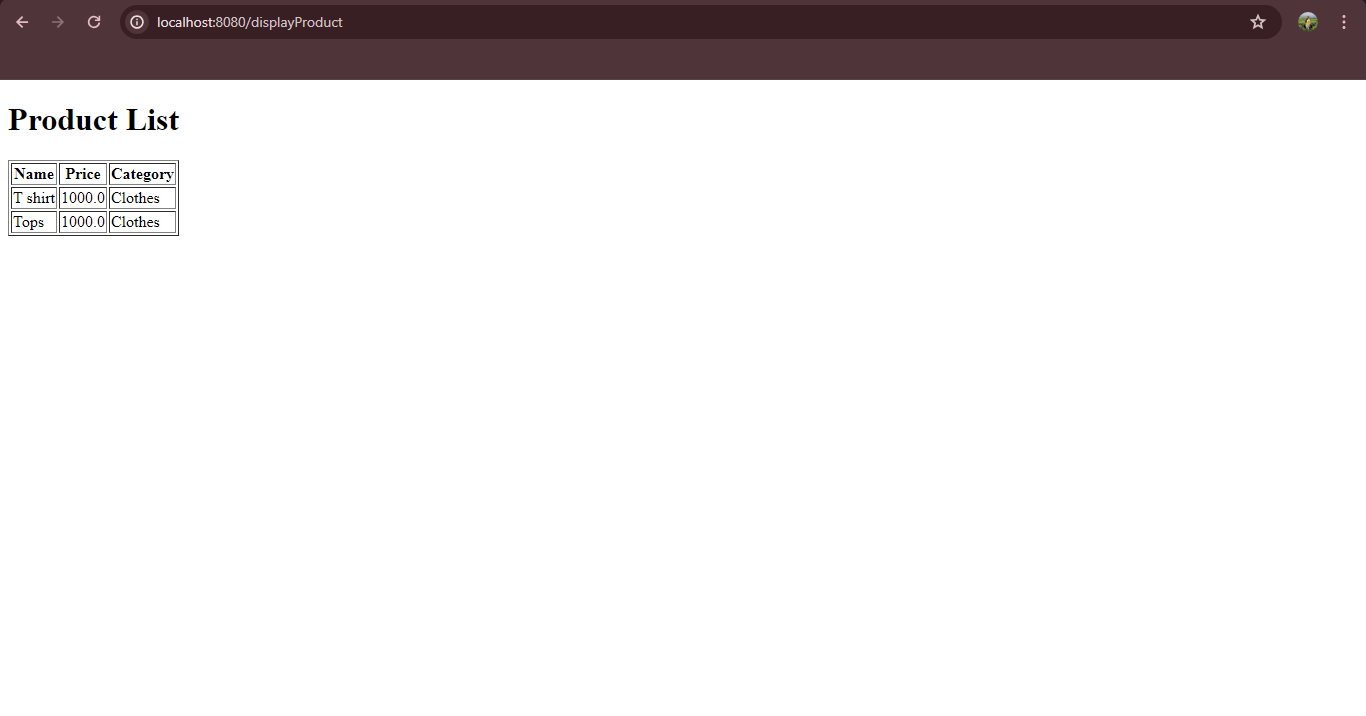 localhost:8080/displayProduct
Product List
Name Price Category
T shirt 1000.0 Clothes
Tops 1000.0 Clothes